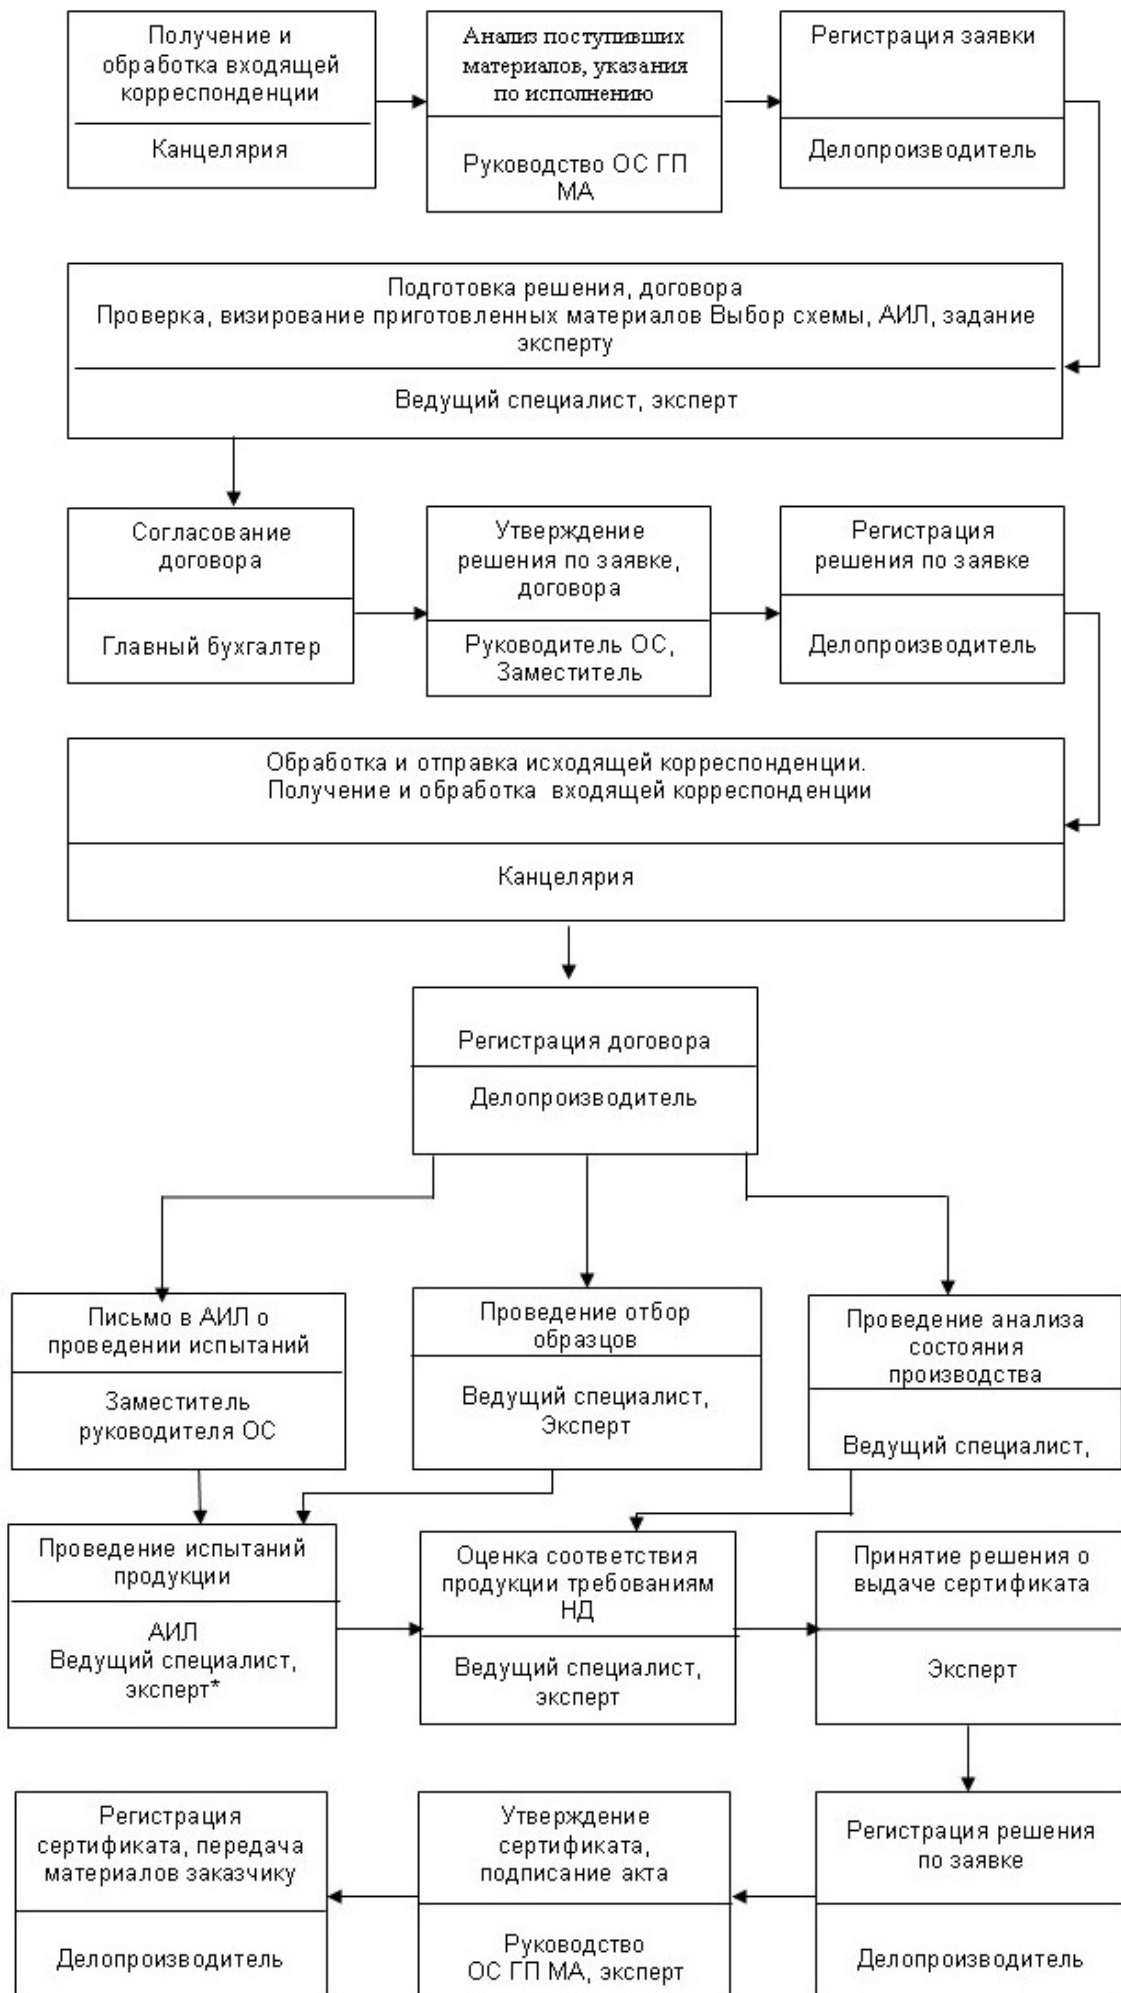 Получение и
обработка входящей
корреспонденции
Канцелярия
Анализ поступивших
материалов, указания
по исполнению
Руководство ОС ГП
МА
Регистрация заявки
Делопроизводитель
Подготовка решения, договора
Проверка, визирование приготовленных материалов Выбор схемы, АИЛ, задание
эксперту
Ведущий специалист, эксперт
Согласование
договора
Главный бухгалтер
Утверждение
решения по заявке,
договора
Руководитель ОС,
Заместитель
Регистрация
решения по заявке
Делопроизводитель
Обработка и отправка исходящей корреспонденции.
Получение и обработка входящей корреспонденции
Канцелярия
Регистрация договора
Делопроизводитель
Письмо в АИЛ о
проведении испытаний
Заместитель
руководителя ОС
Проведение отбор
образцов
Ведущий специалист,
Эксперт
Проведение анализа
состояния
производства
Ведущий специалист,
Проведение испытаний
продукции
АИЛ
Ведущий специалист,
эксперт*
Оценка соответствия
продукции требованиям
НД
Ведущий специалист,
эксперт
Принятие решения о
выдаче сертификата
Эксперт
Регистрация
сертификата, передача
материалов заказчику
Делопроизводитель
Утверждение
сертификата,
подписание акта
Руководство
ОС ГП МА, эксперт
Регистрация решения
по заявке
Делопроизводитель